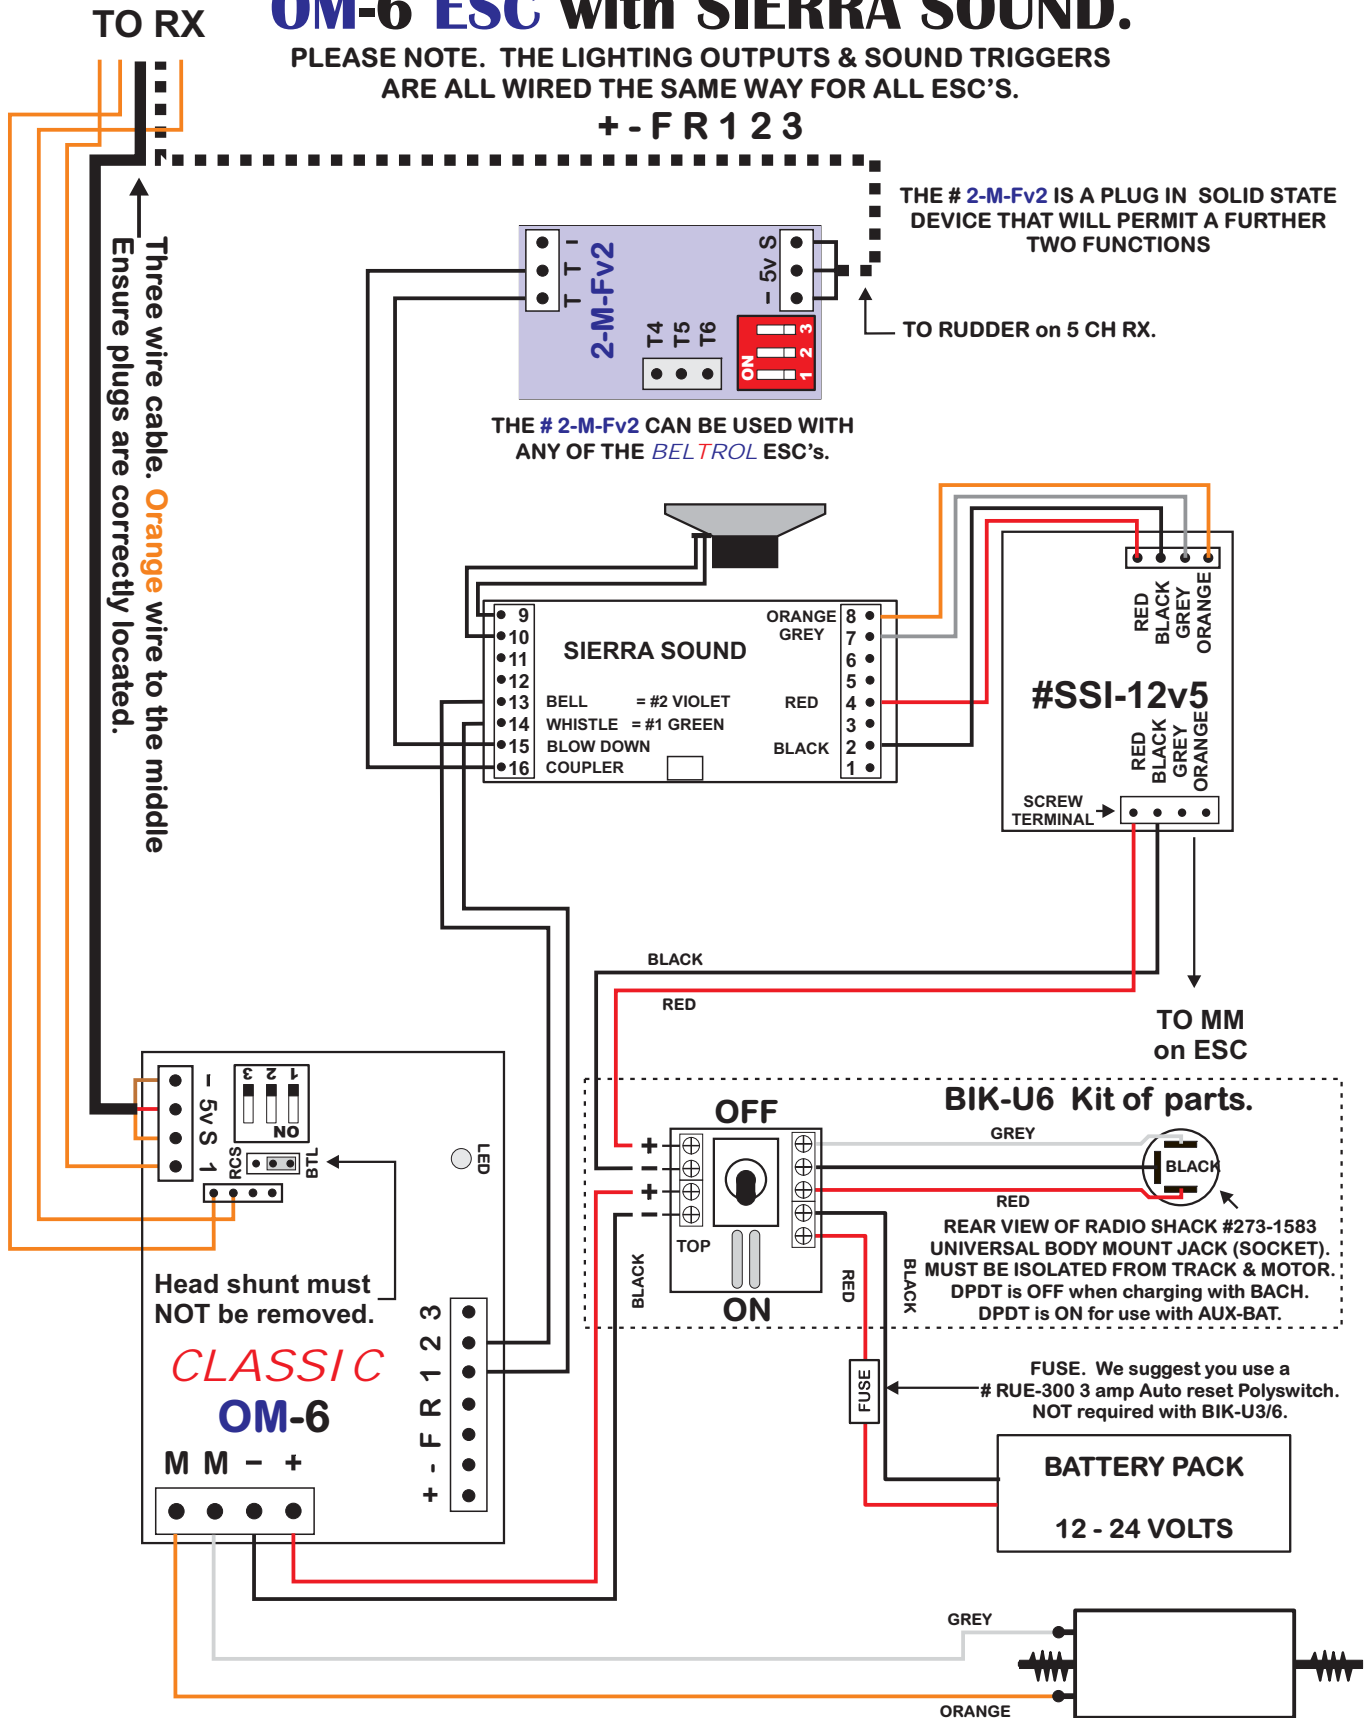 OM-6 ESC with SIERRA SOUND.
TO RX
PLEASE NOTE. THE LIGHTING OUTPUTS & SOUND TRIGGERS
ARE ALL WIRED THE SAME WAY FOR ALL ESC'S.
+ - F R 1 2 3
THE # 2-M-Fv2 IS A PLUG IN SOLID STATE
DEVICE THAT WILL PERMIT A FURTHER
TWO FUNCTIONS
Three wire cable. Orange wire to the middle
Ensure plugs are correctly located.
T T -
2-M-Fv2
- 5v S
T4
T5
T6
ON
1 2 3
TO RUDDER on 5 CH RX.
THE # 2-M-Fv2 CAN BE USED WITH
ANY OF THE BELTROL ESC's.
9
10
11
12
13 BELL = #2 VIOLET
14 WHISTLE = #1 GREEN
15 BLOW DOWN
16 COUPLER
SIERRA SOUND
ORANGE 8
GREY 7
6
5
RED 4
3
BLACK 2
1
RED
BLACK
GREY
ORANGE
#SSI-12v5
RED
BLACK
GREY
ORANGE
SCREW
TERMINAL
BLACK
RED
TO MM
on ESC
- 5v S 1
1 2 3
ON
RCS
BTL
LED
Head shunt must
NOT be removed.
CLASSIC
OM-6
M M - +
+ - F R 1 2 3
BIK-U6 Kit of parts.
OFF
+
-
+
-
TOP
ON
GREY
BLACK
RED
REAR VIEW OF RADIO SHACK #273-1583
UNIVERSAL BODY MOUNT JACK (SOCKET).
MUST BE ISOLATED FROM TRACK & MOTOR.
DPDT is OFF when charging with BACH.
DPDT is ON for use with AUX-BAT.
BLACK
RED
BLACK
FUSE
FUSE. We suggest you use a
# RUE-300 3 amp Auto reset Polyswitch.
NOT required with BIK-U3/6.
BATTERY PACK
12 - 24 VOLTS
GREY
ORANGE